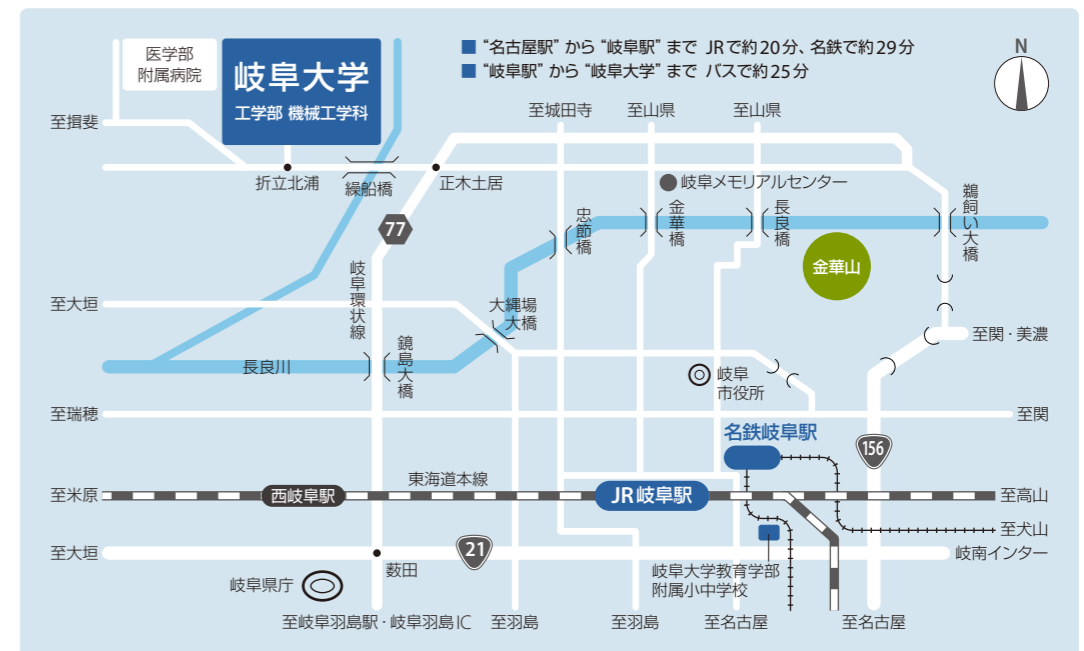 医学部
附属病院
岐阜大学
工学部 機械工学科
■ “名古屋駅” から “岐阜駅” まで JRで約20分、名鉄で約29分
■ “岐阜駅” から “岐阜大学” まで バスで約25分
N
至揖斐
至城田寺
至山県
至山県
折立北浦
繰船橋
正木土居
岐阜メモリアルセンター
77
忠節橋
金華橋
長良橋
鵜飼い大橋
金華山
岐阜環状線
至大垣
大縄場
大橋
至関・美濃
長良川
鏡島大橋
岐阜
市役所
至瑞穂
至関
名鉄岐阜駅
156
東海道本線
至米原
西岐阜駅
JR岐阜駅
至高山
至犬山
至大垣
21
岐南インター
薮田
岐阜県庁
岐阜大学教育学部
附属小中学校
至岐阜羽島駅・岐阜羽島IC
至羽島
至羽島
至名古屋
至名古屋